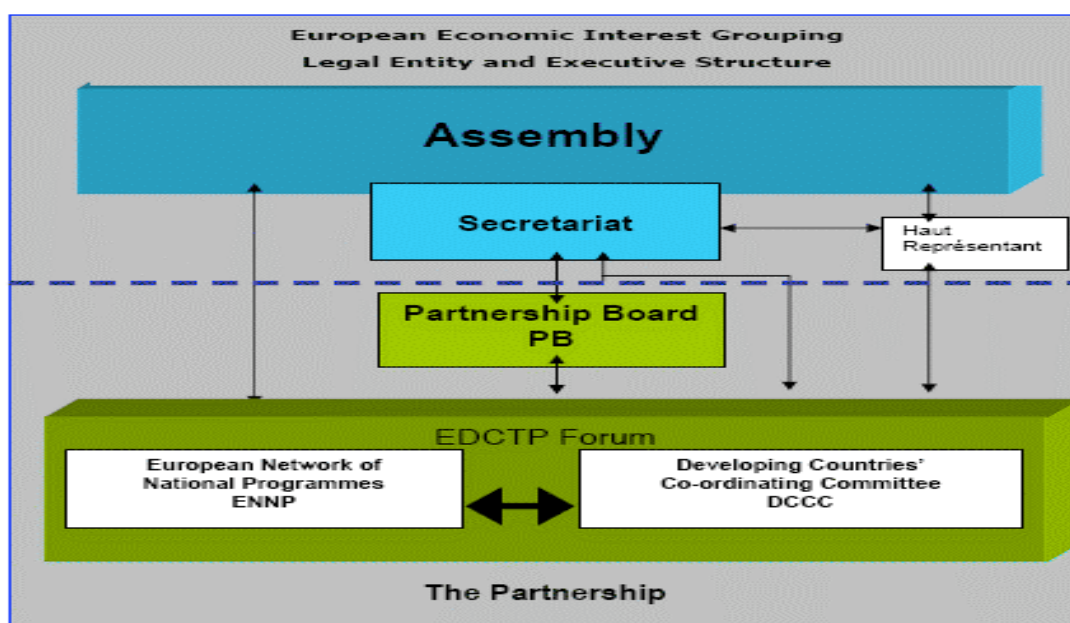 European Economic Interest Grouping
Legal Entity and Executive Structure
Assembly
Secretariat
Haut
Représentant
Partnership Board
PB
EDCTP Forum
European Network of
National Programmes
ENNP
Developing Countries'
Co-ordinating Committee
DCCC
The Partnership